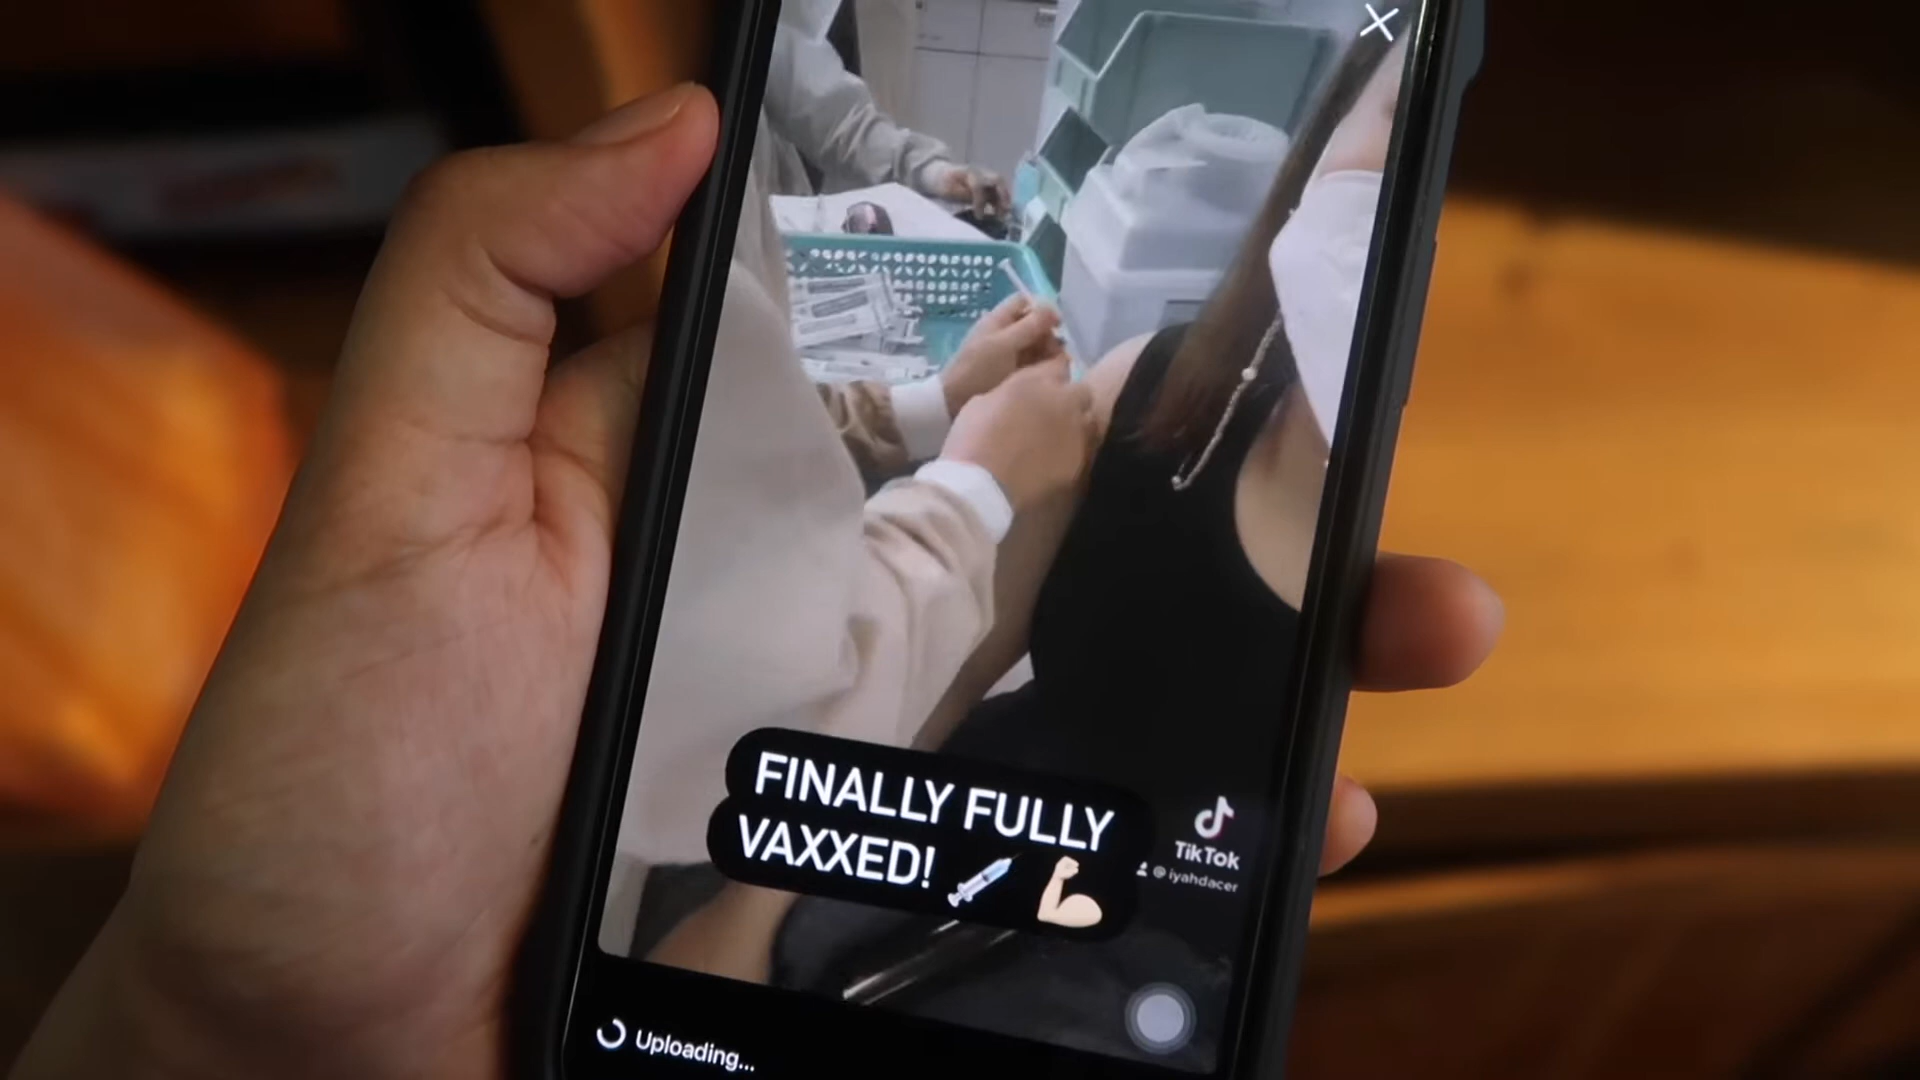 FINALLY FULLY
VAXXED!
TikTok
@iyahdacer
Uploading...